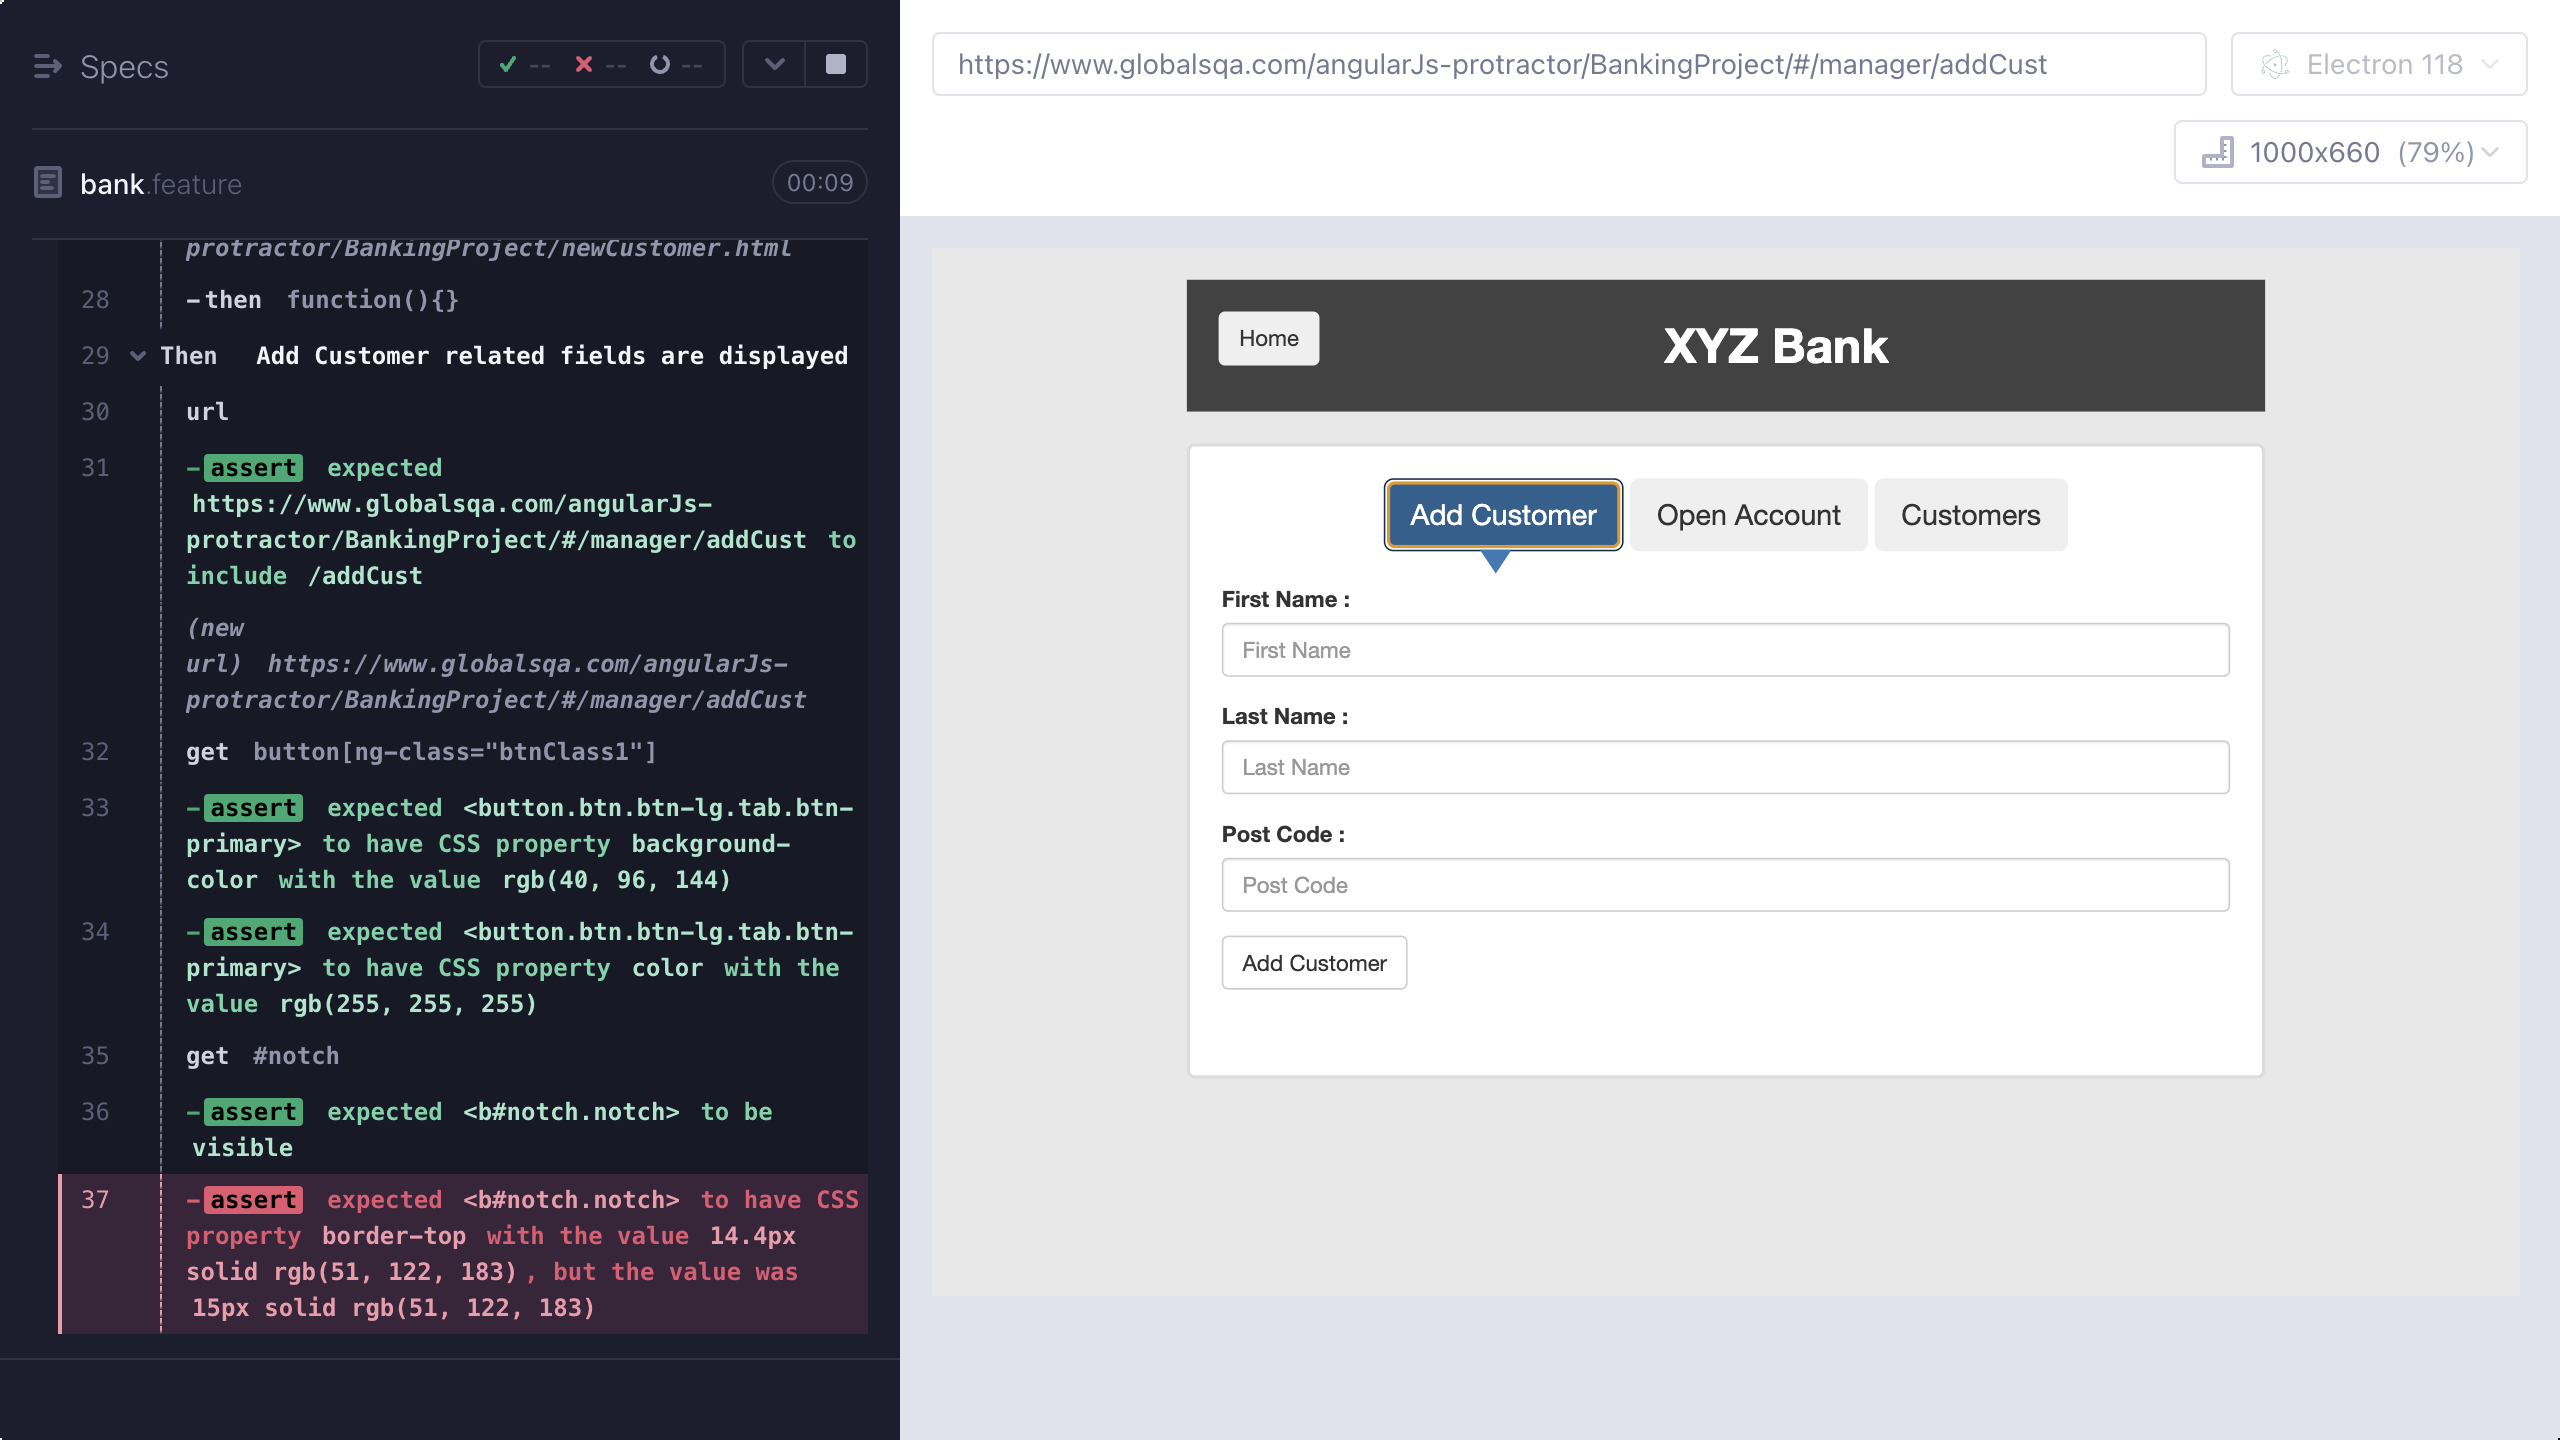 Specs
-- -- --
bank.feature 00:09
protractor/BankingProject/newCustomer.html
28 -then function(){}
29 Then Add Customer related fields are displayed
30 url
31 -assert expected
https://www.globalsqa.com/angularJs-
protractor/BankingProject/#/manager/addCust to
include /addCust
(new
url) https://www.globalsqa.com/angularJs-
protractor/BankingProject/#/manager/addCust
32 get button[ng-class="btnClass1"]
33 -assert expected <button.btn.btn-lg.tab.btn-
primary> to have CSS property background-
color with the value rgb(40, 96, 144)
34 -assert expected <button.btn.btn-lg.tab.btn-
primary> to have CSS property color with the
value rgb(255, 255, 255)
35 get #notch
36 -assert expected <b#notch.notch> to be
visible
37 -assert expected <b#notch.notch> to have CSS
property border-top with the value 14.4px
solid rgb(51, 122, 183), but the value was
15px solid rgb(51, 122, 183)
https://www.globalsqa.com/angularJs-protractor/BankingProject/#/manager/addCust
Electron 118
1000x660 (79%)
Home
XYZ Bank
Add Customer Open Account Customers
First Name :
First Name
Last Name :
Last Name
Post Code :
Post Code
Add Customer